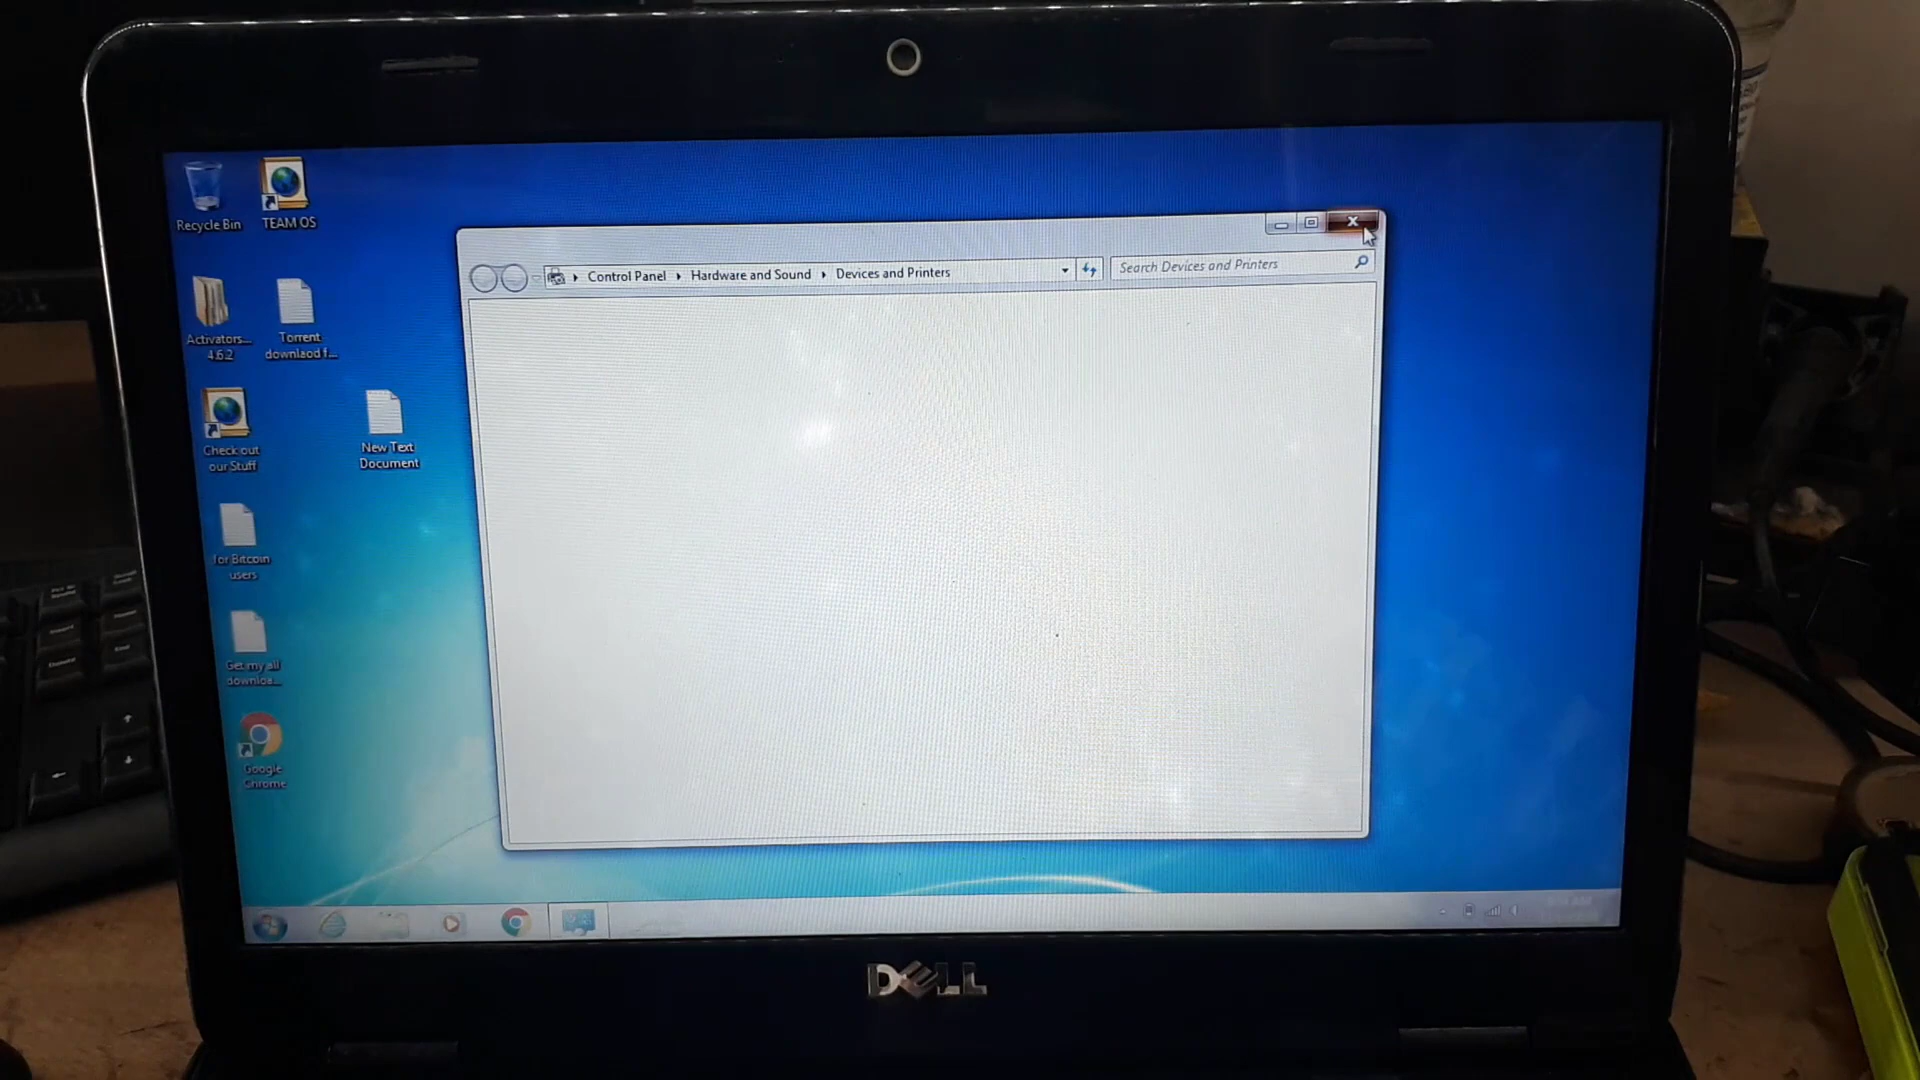 Recycle Bin
TEAM OS
Activators...
4.6.2
Torrent
downlaod f...
Check out
our Stuff
New Text
Document
for Bitcoin
users
Get my all
downloa...
Google
Chrome
Control Panel
Hardware and Sound
Devices and Printers
Search Devices and Printers
DELL